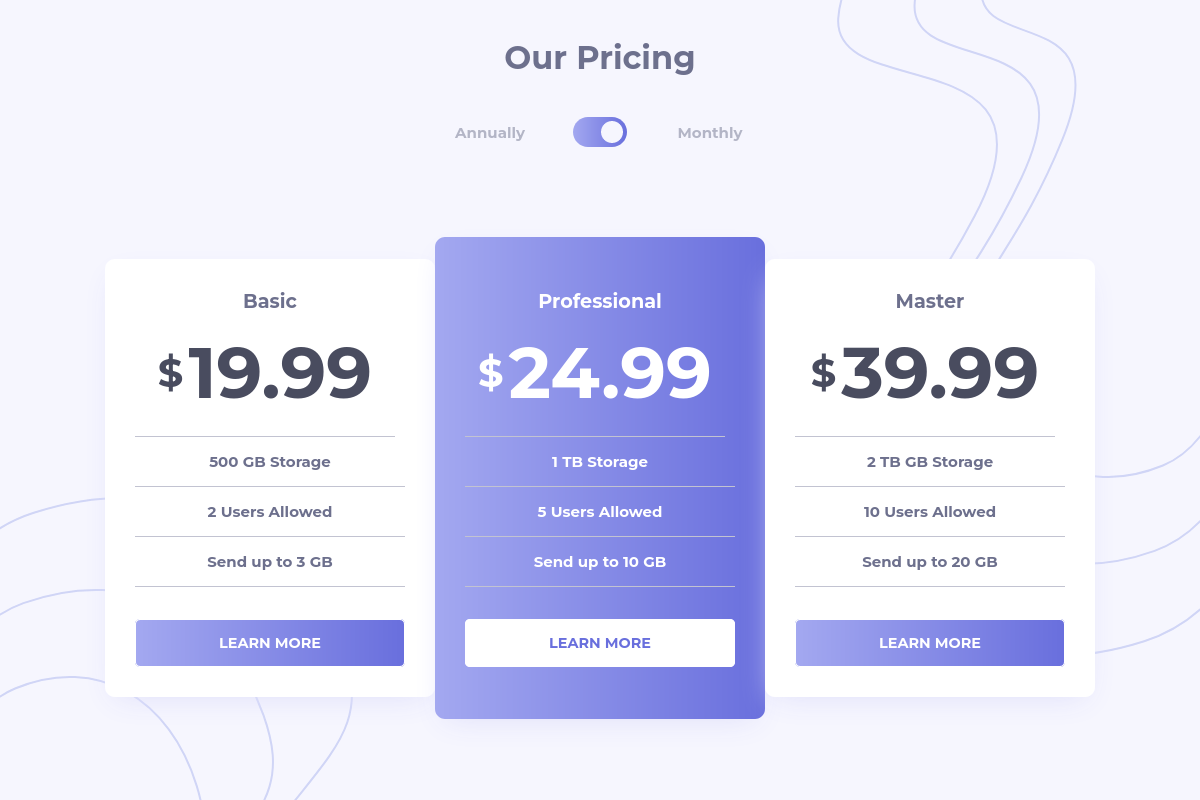 Our Pricing
Annually
Monthly
Basic
$19.99
500 GB Storage
2 Users Allowed
Send up to 3 GB
LEARN MORE
Professional
$24.99
1 TB Storage
5 Users Allowed
Send up to 10 GB
LEARN MORE
Master
$39.99
2 TB GB Storage
10 Users Allowed
Send up to 20 GB
LEARN MORE